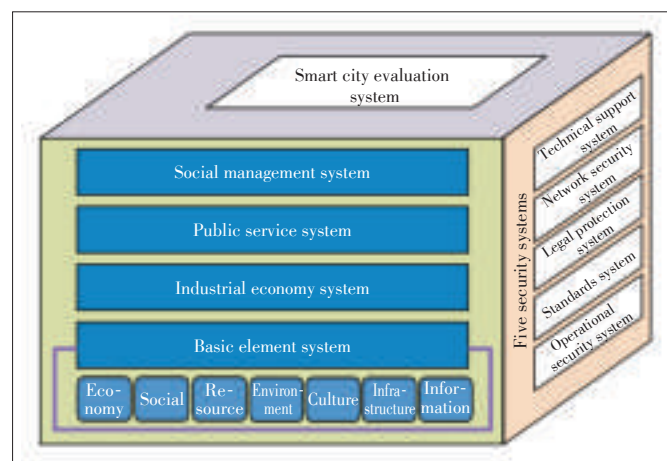 Smart city evaluation
system
Social management system
Public service system
Industrial economy system
Basic element system
Eco-
nomy
Social
Re-
source
Environ-
ment
Culture
Infra-
structure
Infor-
mation
Five security systems
Technical support
system
Network security
system
Legal protection
system
Standards system
Operational
security system